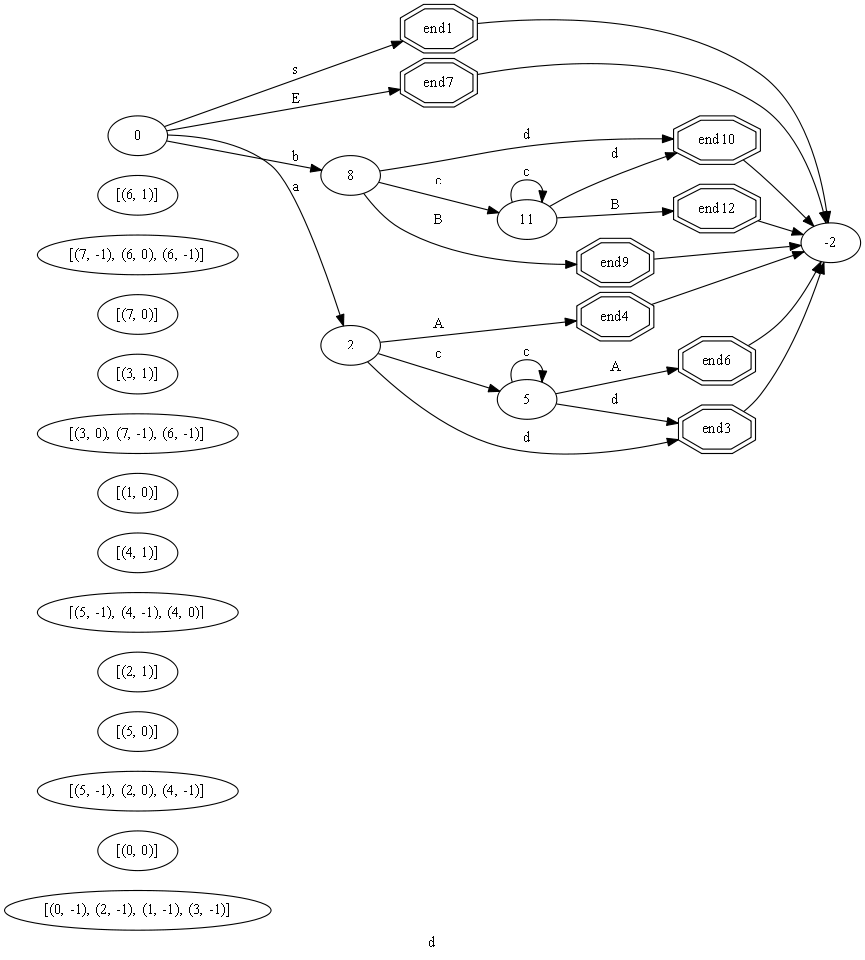 end1
s
E
end7
0
b
a
8
d
end10
c
c
d
11
B
end12
B
end9
-2
[(6, 1)]
[(7, -1), (6, 0), (6, -1)]
[(7, 0)]
2
A
end4
c
c
A
end6
5
d
end3
d
[(3, 1)]
[(3, 0), (7, -1), (6, -1)]
[(1, 0)]
[(4, 1)]
[(5, -1), (4, -1), (4, 0)]
[(2, 1)]
[(5, 0)]
[(5, -1), (2, 0), (4, -1)]
[(0, 0)]
[(0, -1), (2, -1), (1, -1), (3, -1)]
d